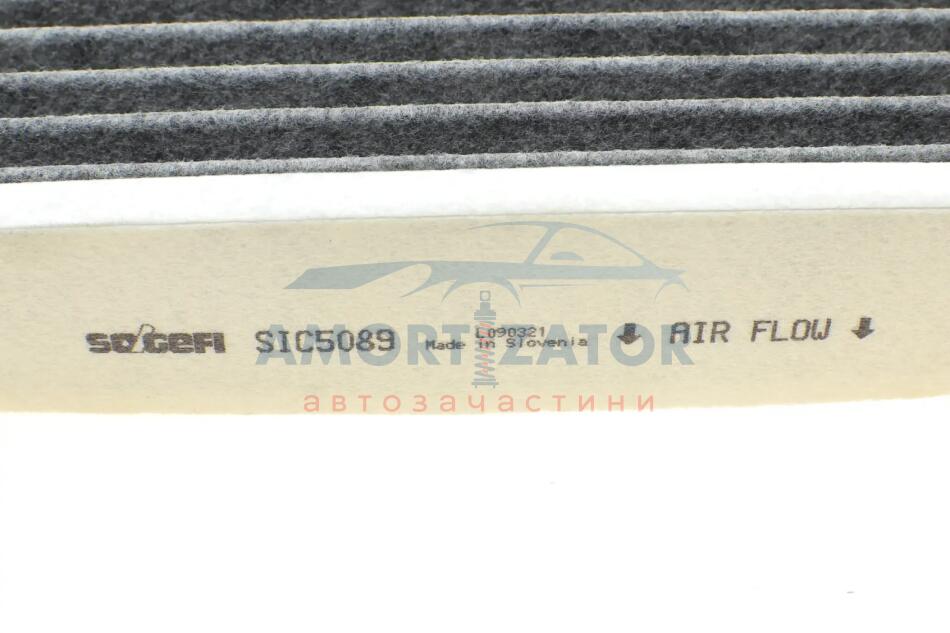 SOGEFI SIC5089 L090321 AIR FLOW
Made in Slovenia
AMORTIZATOR
автозачастини